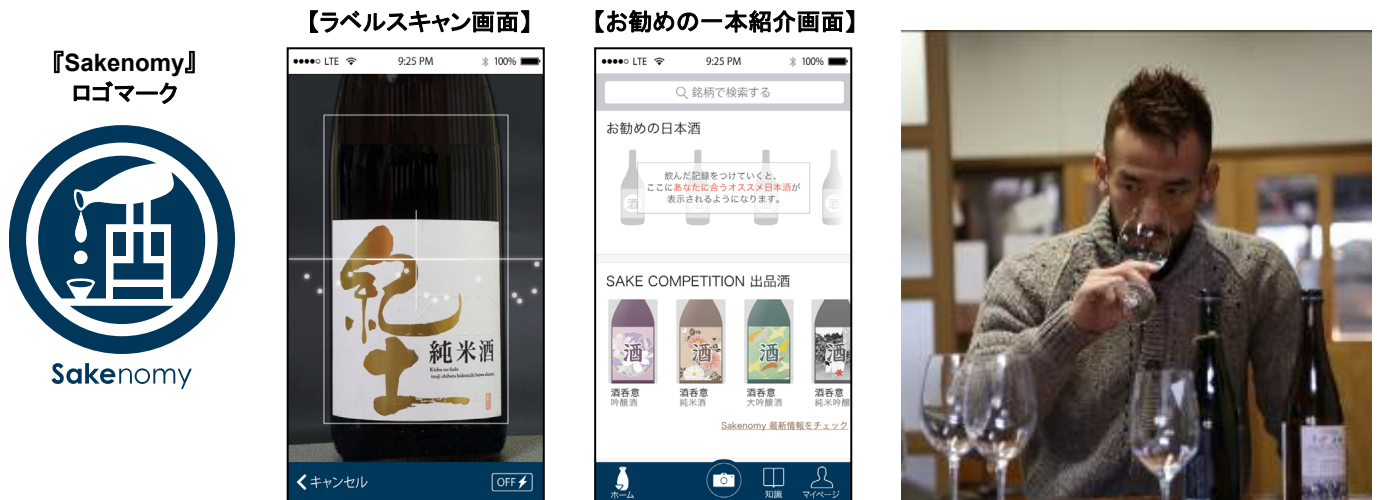 『Sakenomy』
ロゴマーク
Sakenomy
【ラベルスキャン画面】
LTE 9:25 PM 100%
紀土
純米酒
キャンセル
OFF
【お勧めの一本紹介画面】
LTE 9:25 PM 100%
銘柄で検索する
お勧めの日本酒
酒
酒
飲んだ記録をつけていくと、
ここにあなたに合うオススメ日本酒が
表示されるようになります。
SAKE COMPETITION 出品酒
酒 酒 酒 酒
酒呑意 酒呑意 酒呑意 酒呑意
吟醸酒 純米酒 大吟醸酒 純米吟醸
Sakenomy 最新情報をチェック
ホーム 知識 マイページ